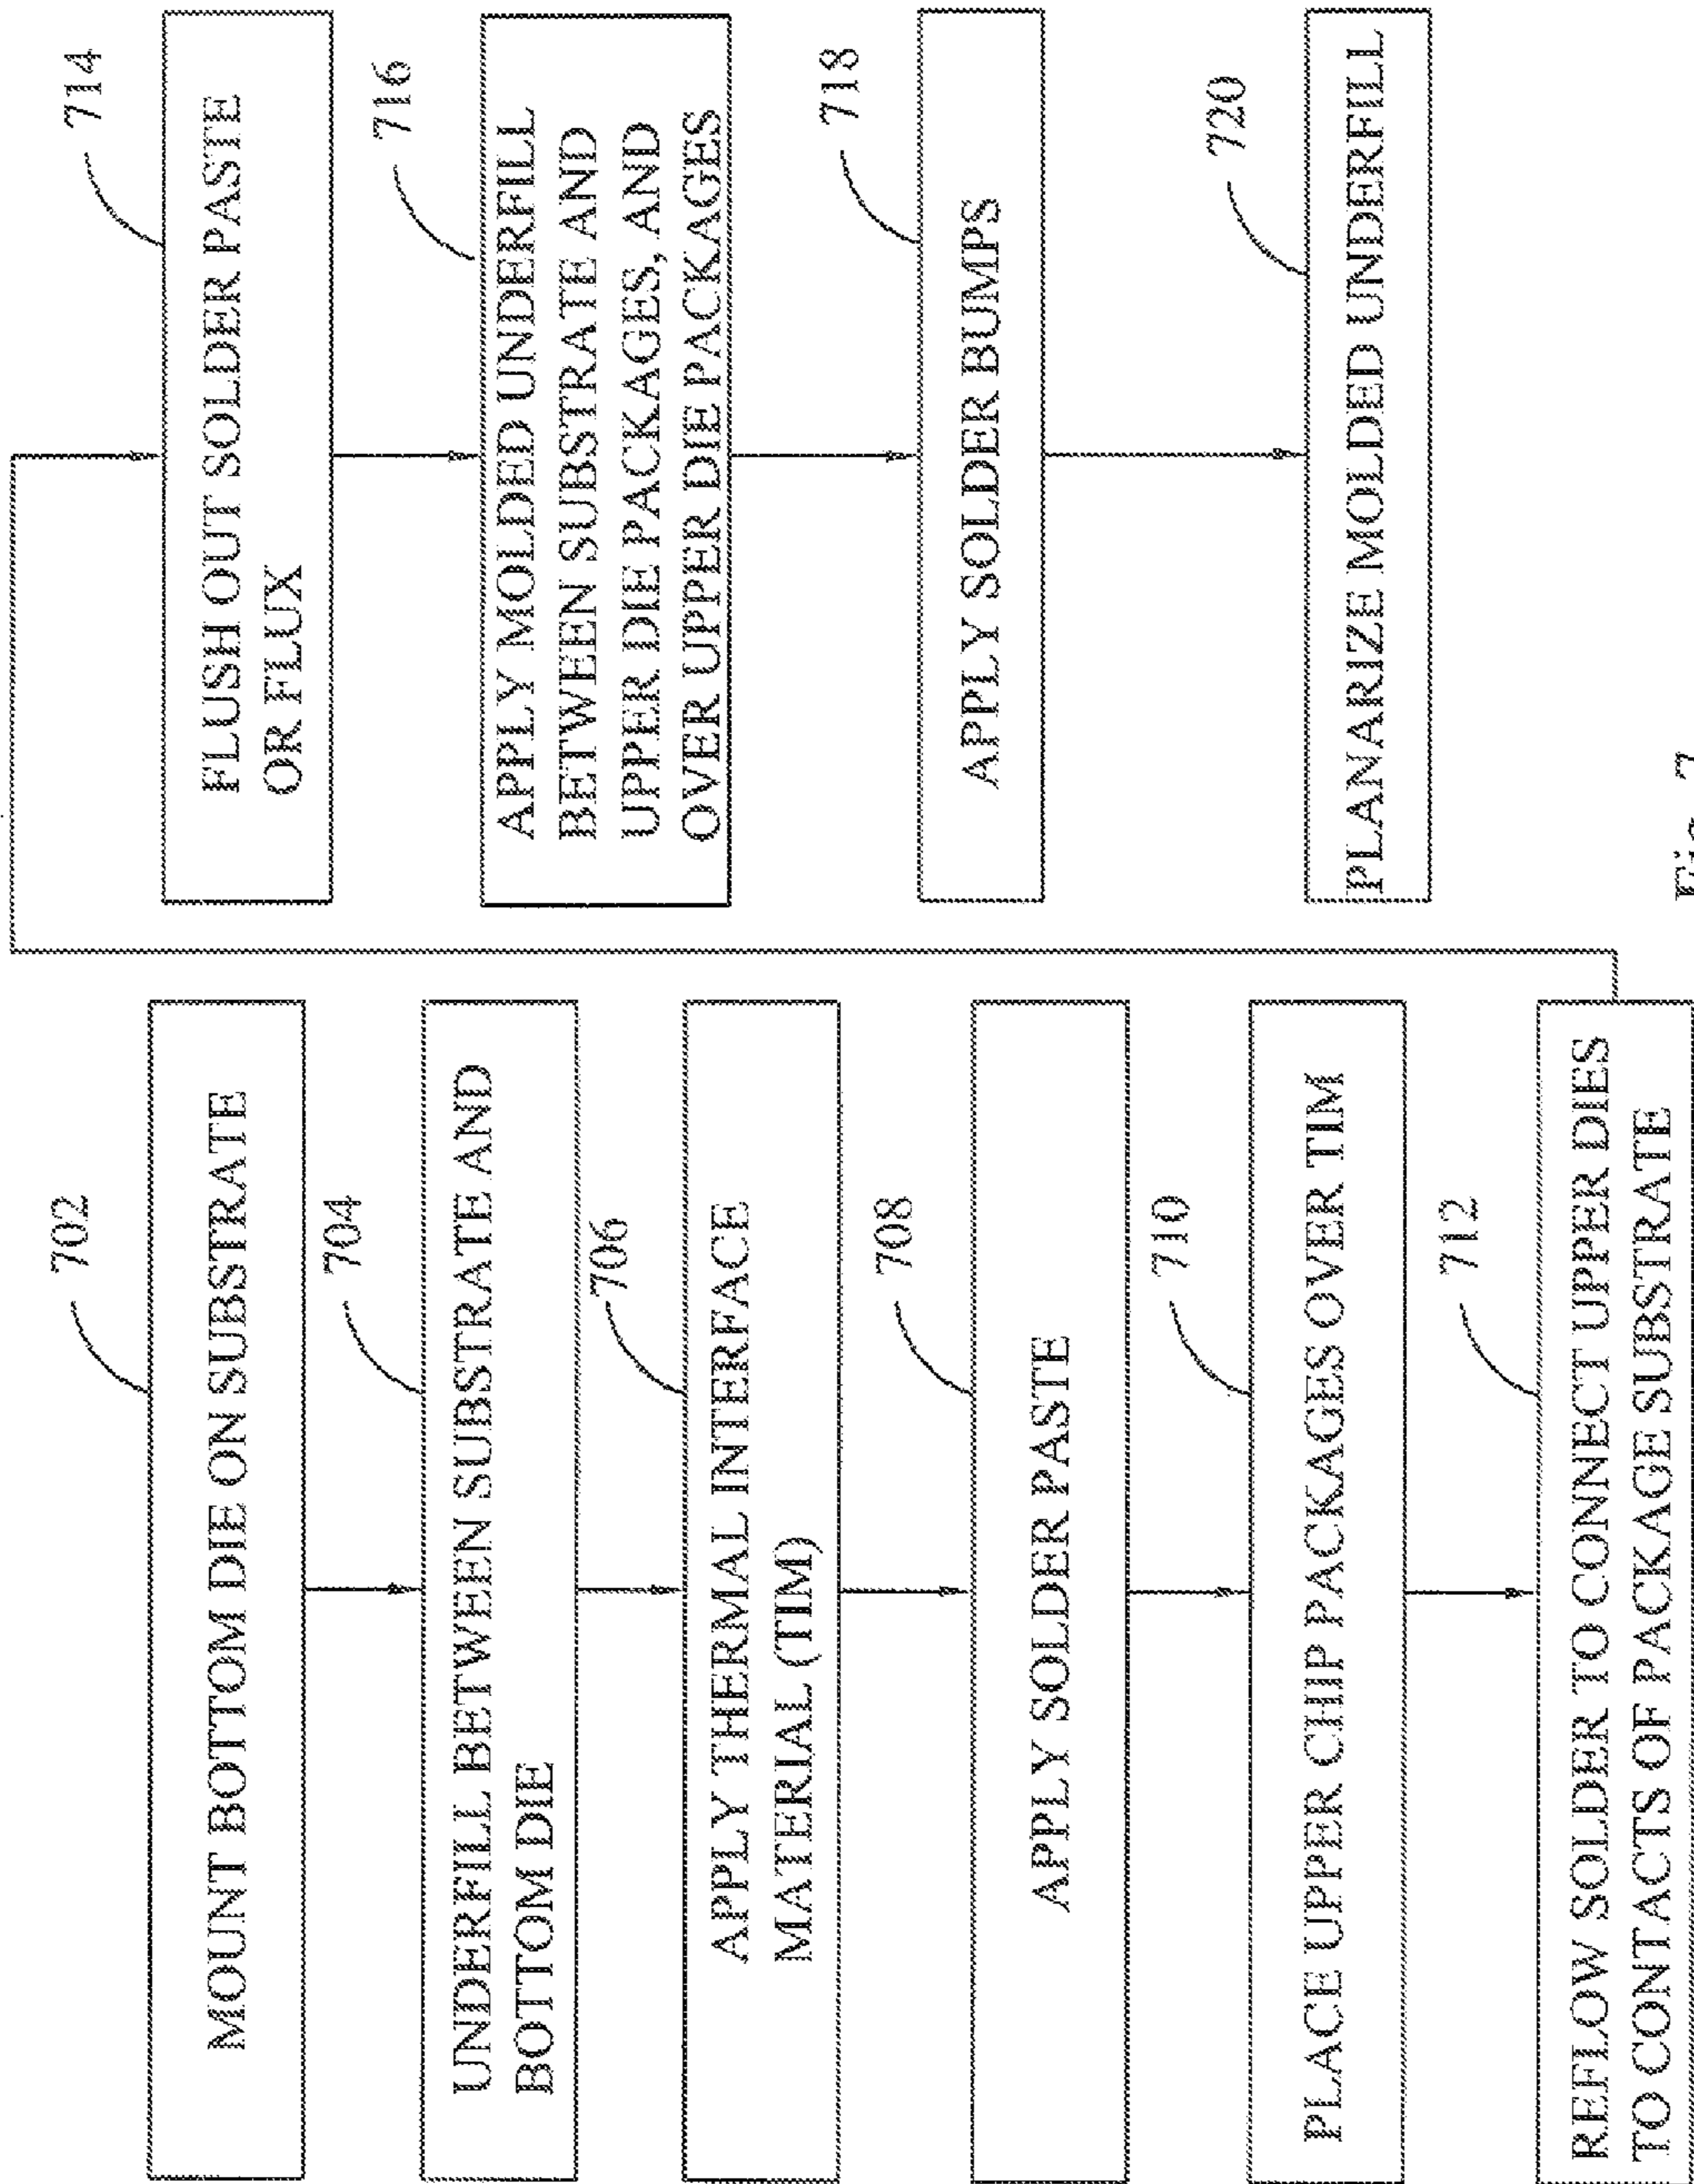 702
MOUNT BOTTOM DIE ON SUBSTRATE
704
UNDERFILL BETWEEN SUBSTRATE AND
BOTTOM DIE
706
APPLY THERMAL INTERFACE
MATERIAL (TIM)
708
APPLY SOLDER PASTE
710
PLACE UPPER CHIP PACKAGES OVER TIM
712
REFLOW SOLDER TO CONNECT UPPER DIES
TO CONTACTS OF PACKAGE SUBSTRATE
714
FLUSH OUT SOLDER PASTE
OR FLUX
716
APPLY MOLDED UNDERFILL
BETWEEN SUBSTRATE AND
UPPER DIE PACKAGES, AND
OVER UPPER DIE PACKAGES
718
APPLY SOLDER BUMPS
720
PLANARIZE MOLDED UNDERFILL
Fig. 7